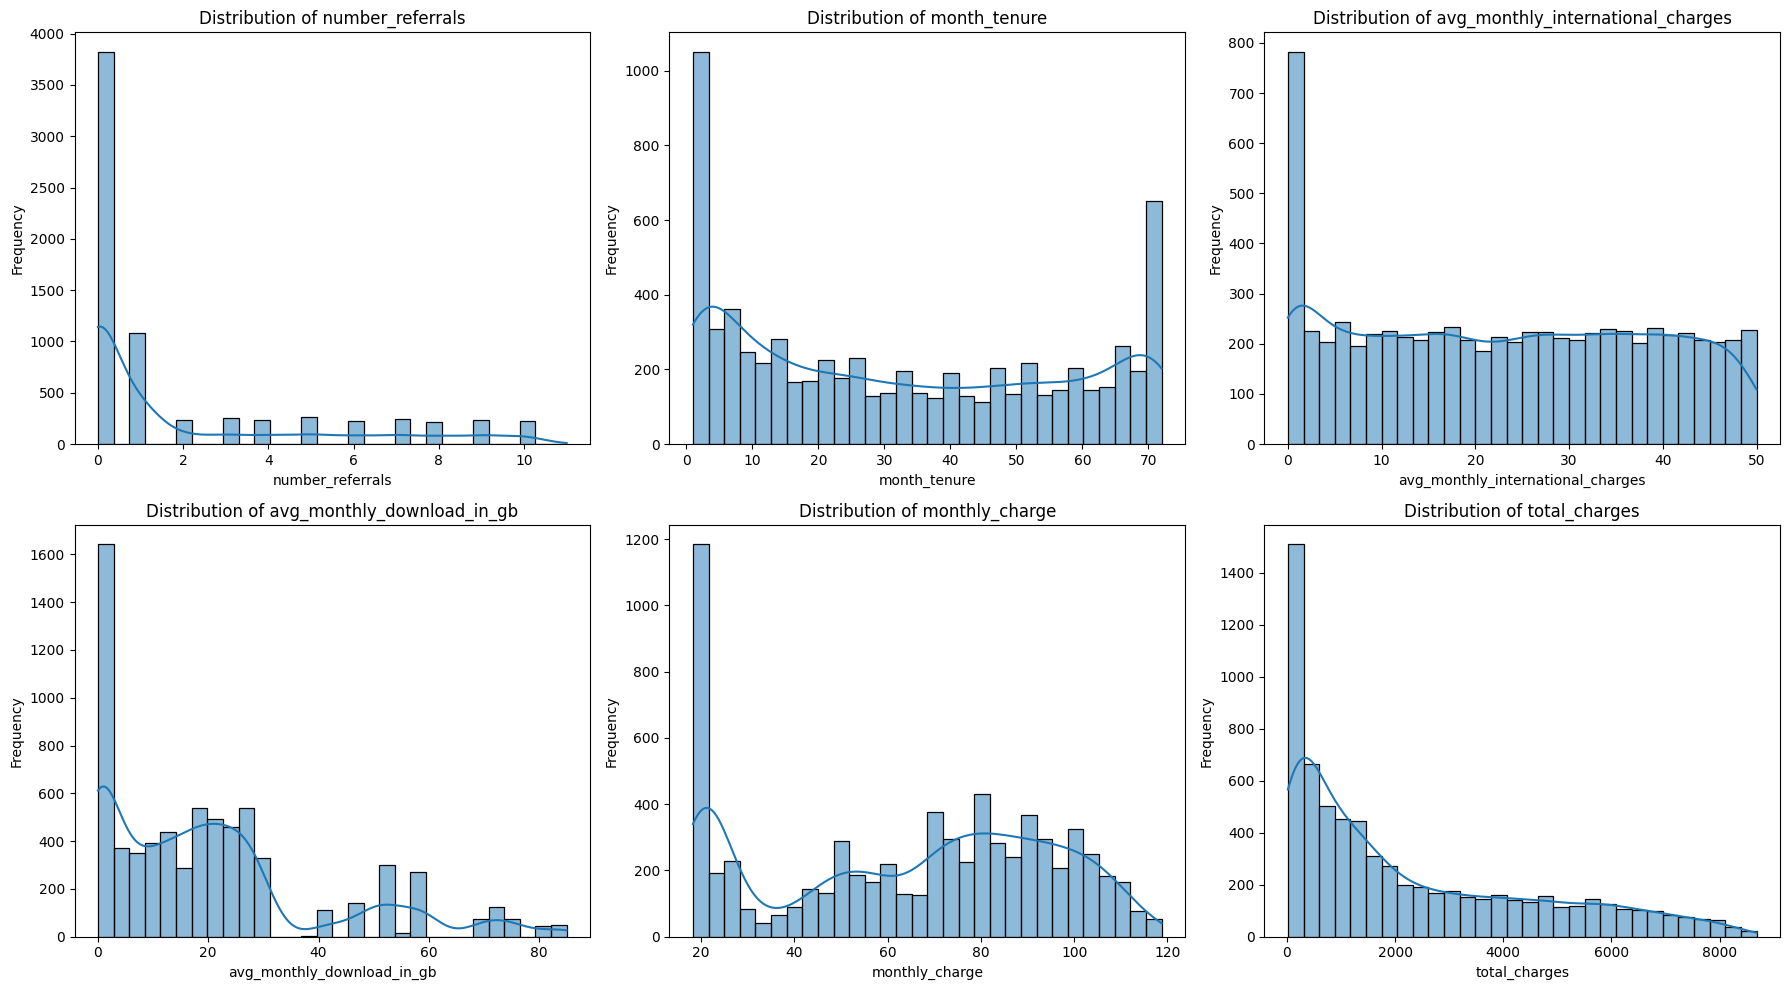 Distribution of number_referrals
4000
3500
3000
2500
2000
1500
1000
500
0
Frequency
0 2 4 6 8 10
number_referrals
Distribution of month_tenure
1000
800
600
400
200
0
Frequency
0 10 20 30 40 50 60 70
month_tenure
Distribution of avg_monthly_international_charges
800
700
600
500
400
300
200
100
0
Frequency
0 10 20 30 40 50
avg_monthly_international_charges
Distribution of avg_monthly_download_in_gb
1600
1400
1200
1000
800
600
400
200
0
Frequency
0 20 40 60 80
avg_monthly_download_in_gb
Distribution of monthly_charge
1200
1000
800
600
400
200
0
Frequency
20 40 60 80 100 120
monthly_charge
Distribution of total_charges
1400
1200
1000
800
600
400
200
0
Frequency
0 2000 4000 6000 8000
total_charges